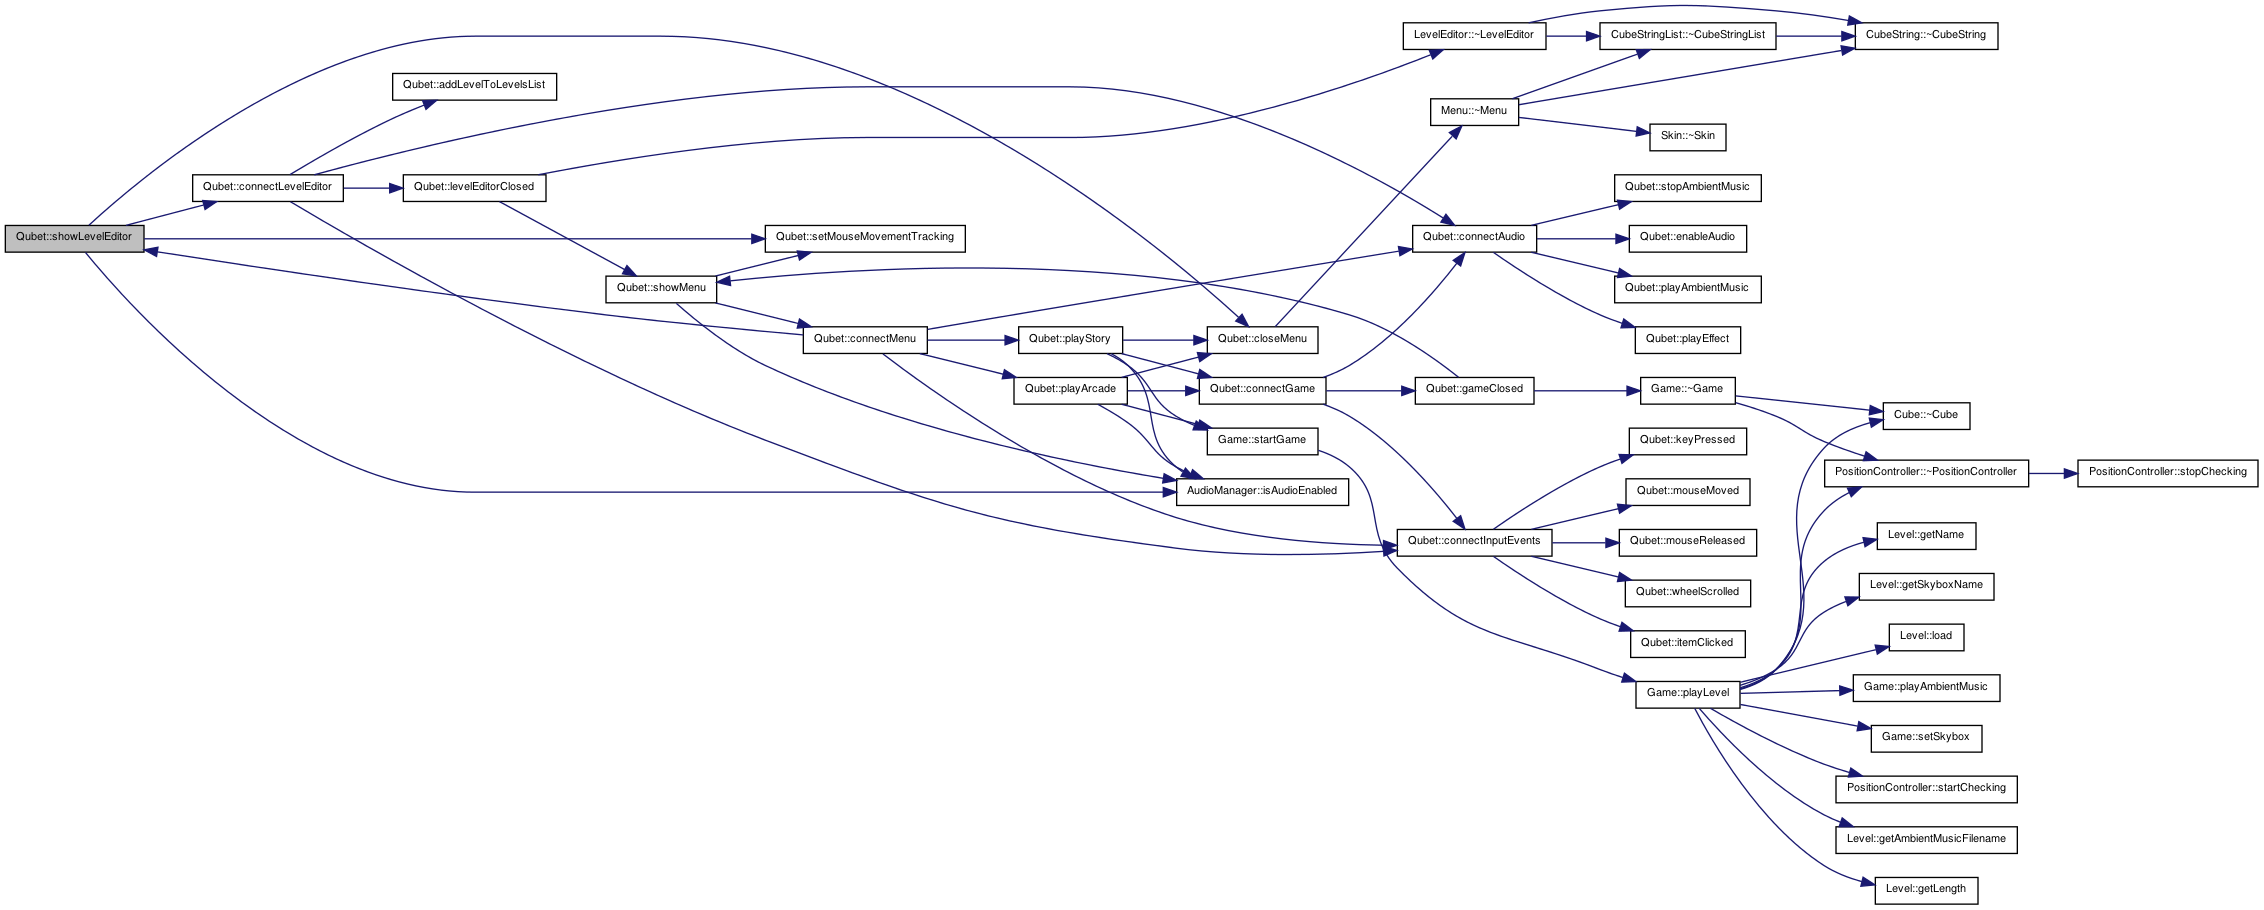 Qubet::showLevelEditor
Qubet::connectLevelEditor
Qubet::addLevelToLevelsList
Qubet::levelEditorClosed
Qubet::setMouseMovementTracking
Qubet::showMenu
Qubet::connectMenu
Qubet::playStory
Qubet::playArcade
Qubet::closeMenu
Qubet::connectGame
Game::startGame
AudioManager::isAudioEnabled
LevelEditor::~LevelEditor
Menu::~Menu
Qubet::connectAudio
Qubet::gameClosed
Qubet::connectInputEvents
CubeStringList::~CubeStringList
Skin::~Skin
Qubet::stopAmbientMusic
Qubet::enableAudio
Qubet::playAmbientMusic
Qubet::playEffect
Game::~Game
Qubet::keyPressed
Qubet::mouseMoved
Qubet::mouseReleased
Qubet::wheelScrolled
Qubet::itemClicked
Game::playLevel
CubeString::~CubeString
Cube::~Cube
PositionController::~PositionController
Level::getName
Level::getSkyboxName
Level::load
Game::playAmbientMusic
Game::setSkybox
PositionController::startChecking
Level::getAmbientMusicFilename
Level::getLength
PositionController::stopChecking